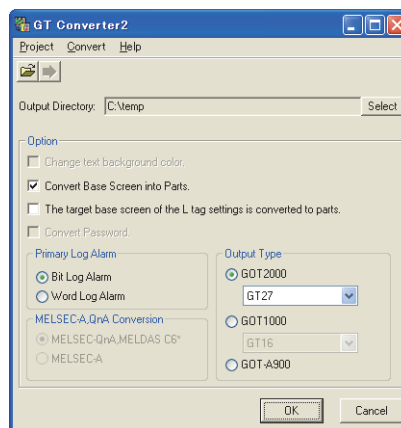 GT Converter2
Project Convert Help
Output Directory: C:\temp Select
Option
Change text background color.
Convert Base Screen into Parts.
The target base screen of the L tag settings is converted to parts.
Convert Password.
Primary Log Alarm
Bit Log Alarm
Word Log Alarm
MELSEC-A,QnA Conversion
MELSEC-QnA,MELDAS C6*
MELSEC-A
Output Type
GOT2000
GT27
GOT1000
GT16
GOT-A900
OK Cancel